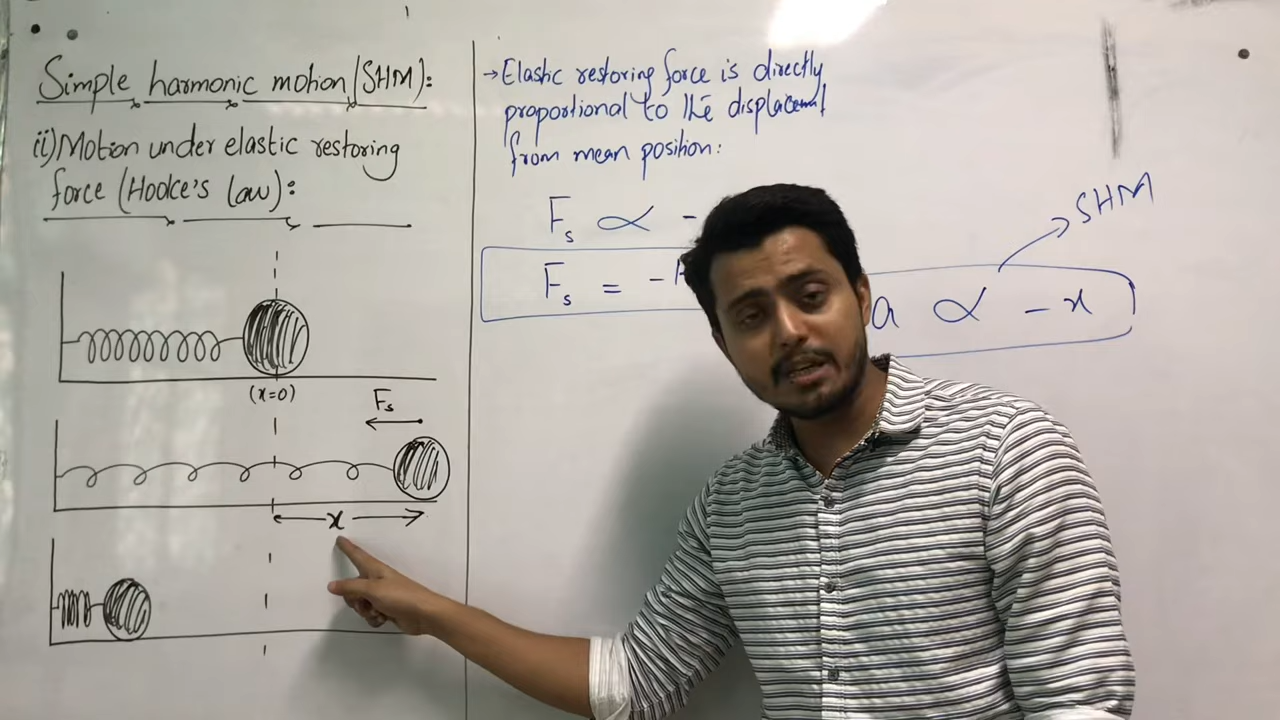 Simple harmonic motion (SHM):
ii) Motion under elastic restoring
force (Hooke's law):
(x=0)
Fs
x
→ Elastic restoring force is directly
proportional to the displacement
from mean position:
Fs ∝ -
Fs = -
a ∝ -x
SHM